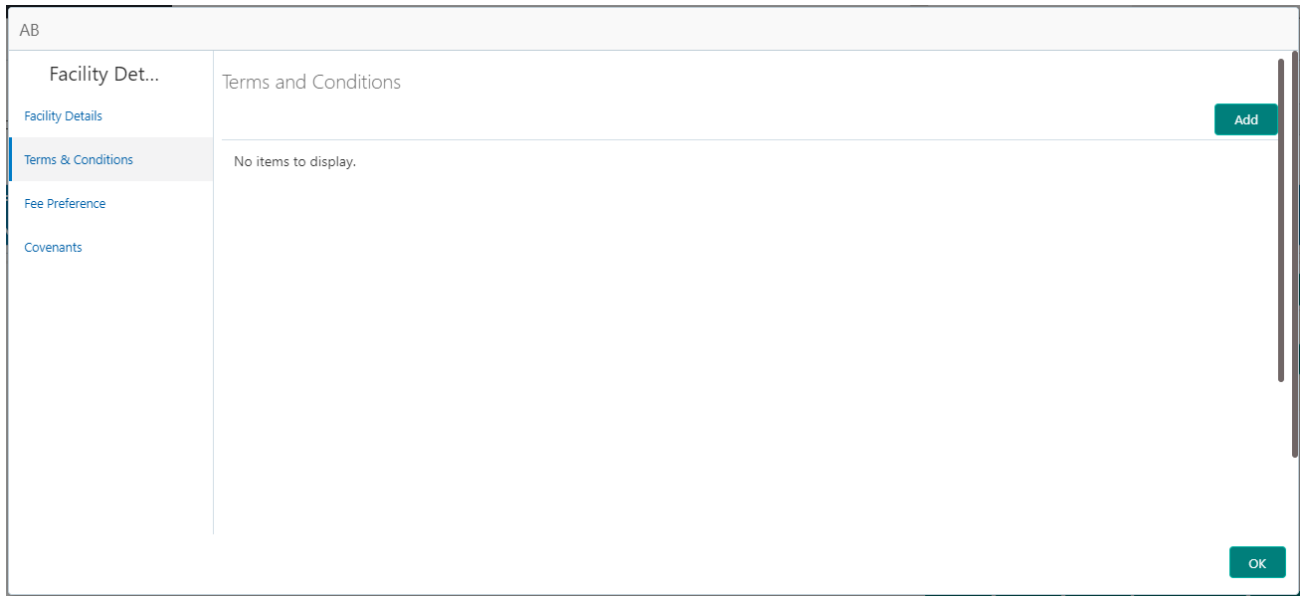 AB
Facility Det...
Facility Details
Terms & Conditions
Fee Preference
Covenants
Terms and Conditions
Add
No items to display.
OK